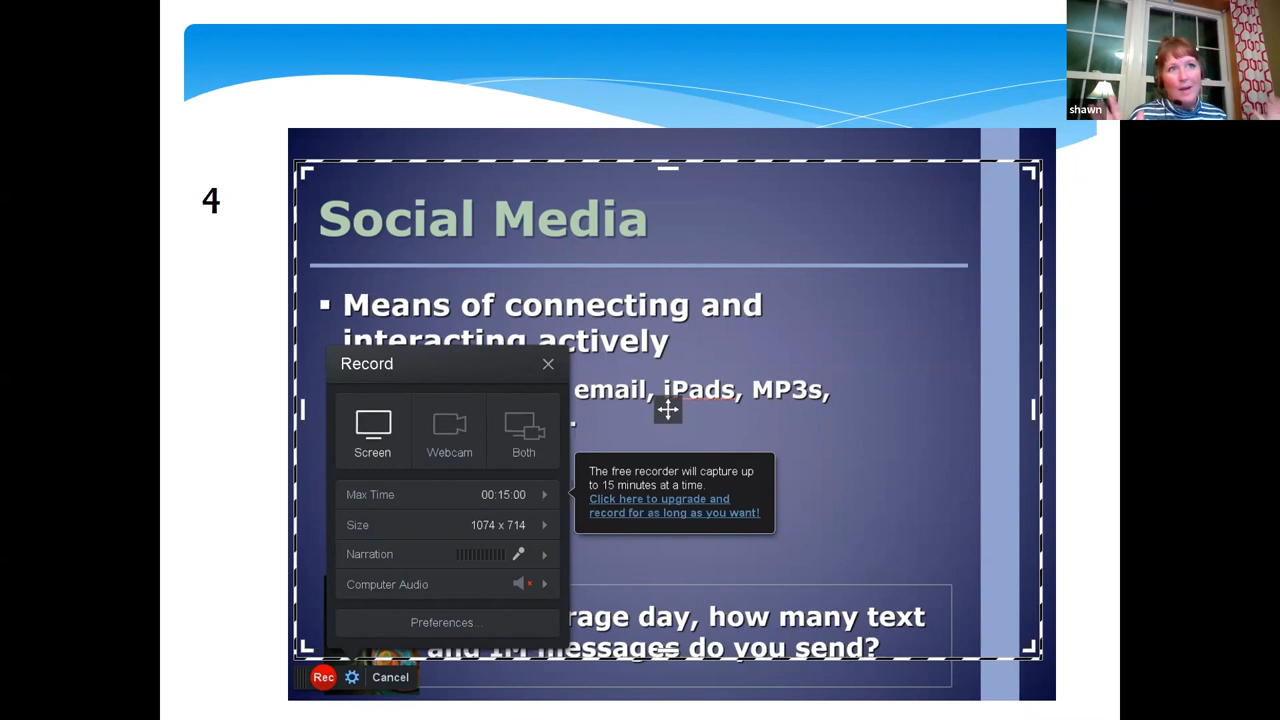 shawn
4
Social Media
Means of connecting and
interacting actively
email, iPads, MP3s,
Record
Screen
Webcam
Both
Max Time 00:15:00
Size 1074 x 714
Narration
Computer Audio
Preferences...
The free recorder will capture up
to 15 minutes at a time.
Click here to upgrade and
record for as long as you want!
day, how many text
and IM messages do you send?
Rec
Cancel